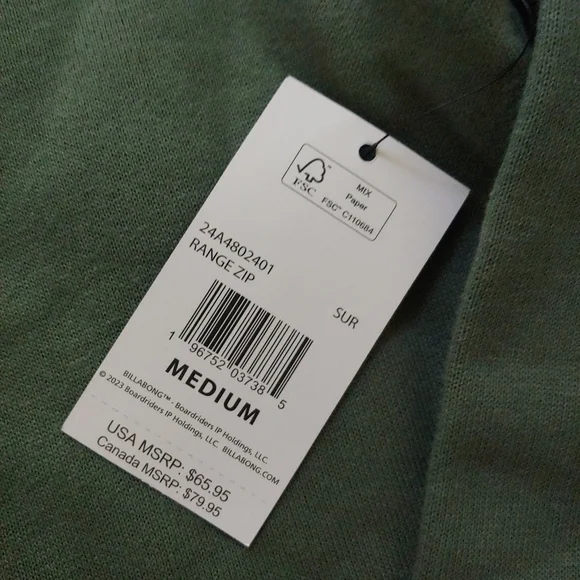 FSC™
MIX
Paper
FSC® C110664
24A4802401
RANGE ZIP
SUR
1 96752 03738 5
MEDIUM
BILLABONG™ - Boardriders IP Holdings, LLC.
© 2023 Boardriders IP Holdings, LLC. BILLABONG.COM
USA MSRP: $65.95
Canada MSRP: $79.95